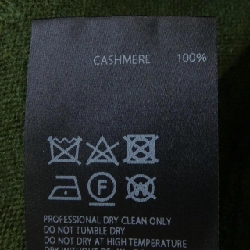 CASHMERE 100%
F W
PROFESSIONAL DRY CLEAN ONLY
DO NOT TUMBLE DRY
DO NOT DRY AT HIGH TEMPERATURE